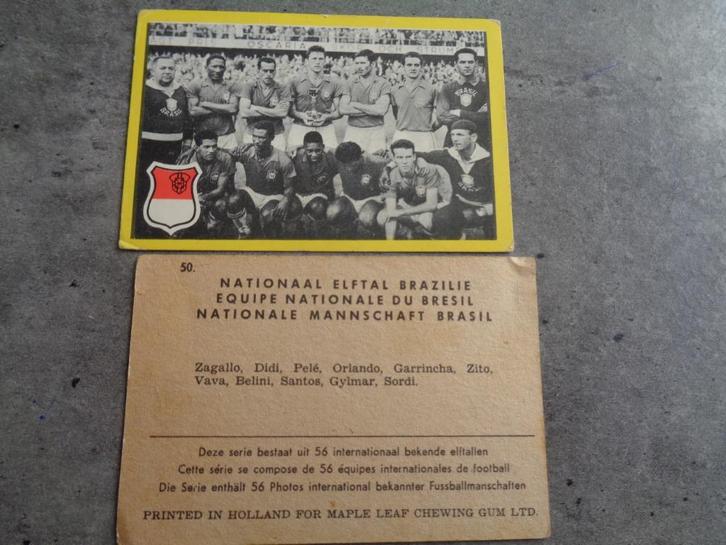 OSCARIA
BRASIL
50.
NATIONAAL ELFTAL BRAZILIE
EQUIPE NATIONALE DU BRESIL
NATIONALE MANNSCHAFT BRASIL
Zagallo, Didi, Pelé, Orlando, Garrincha, Zito,
Vava, Belini, Santos, Gylmar, Sordi.
Deze serie bestaat uit 56 internationaal bekende elftallen
Cette série se compose de 56 équipes internationales de football
Die Serie enthält 56 Photos international bekannter Fussballmanschaften
PRINTED IN HOLLAND FOR MAPLE LEAF CHEWING GUM LTD.